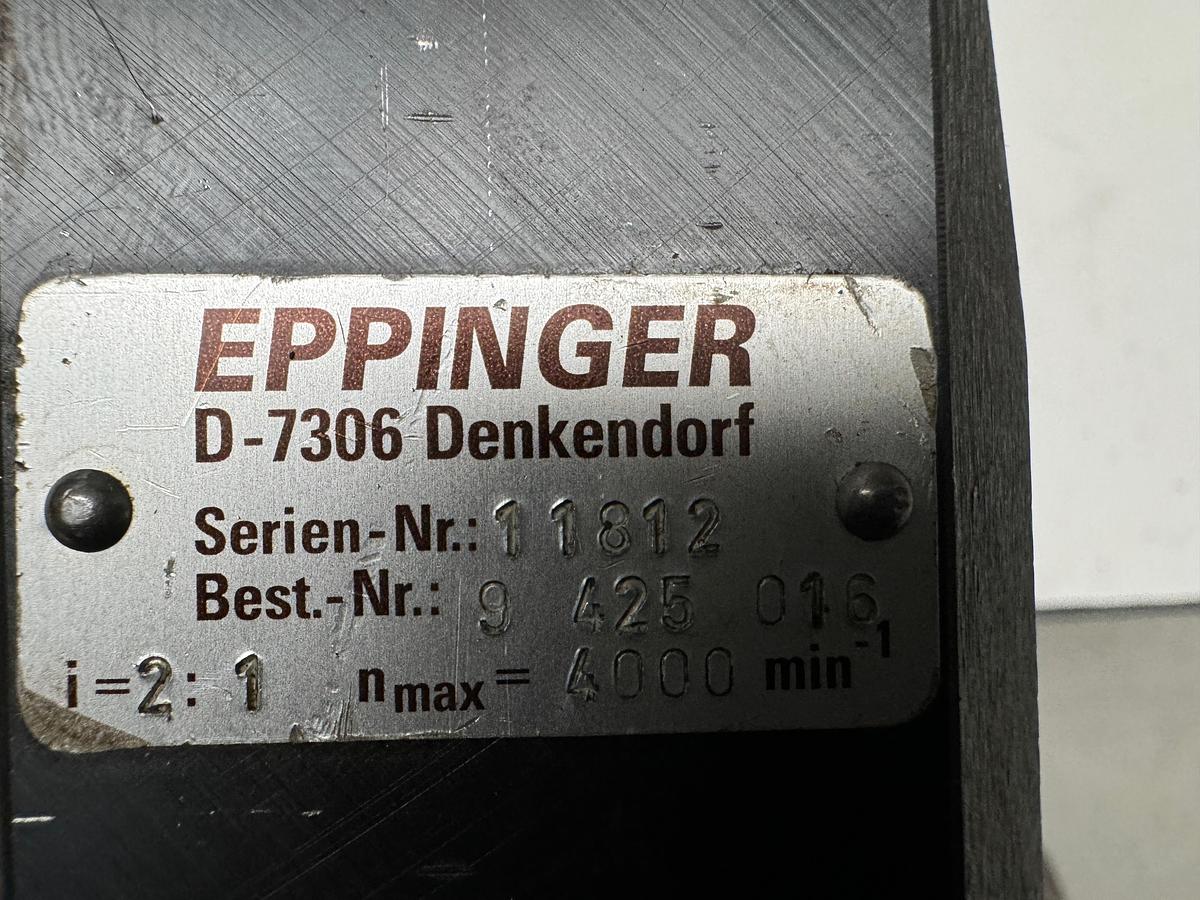 EPPINGER
D-7306 Denkendorf
Serien-Nr.: 11812
Best.-Nr.: 9 425 016
i = 2 : 1 nmax = 4000 min-1